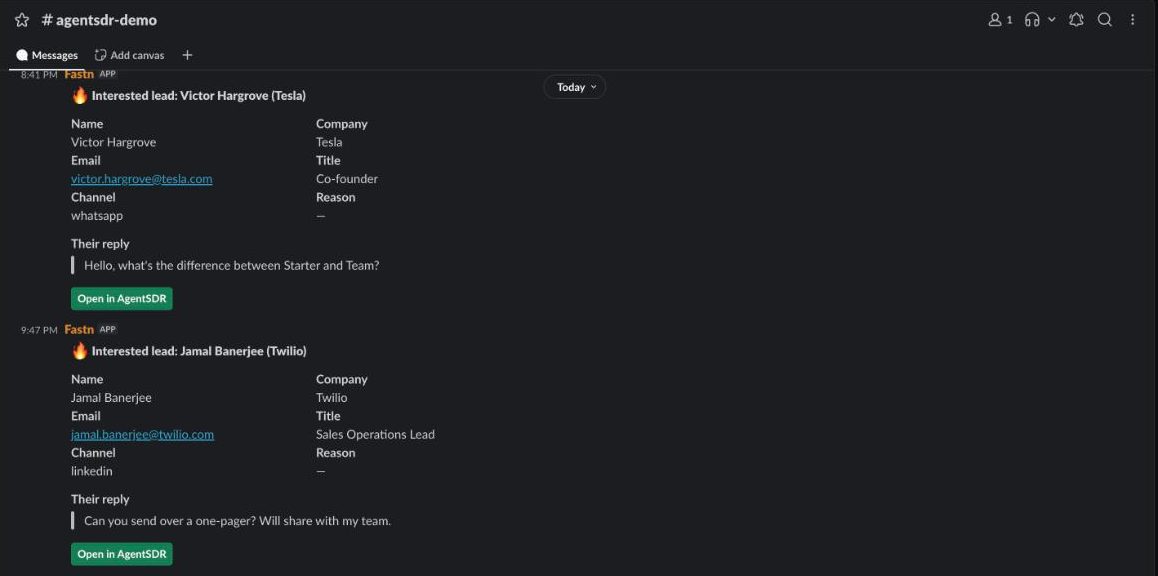 # agentsdr-demo
1
Messages Add canvas +
8:41 PM Fastn APP
Today
Interested lead: Victor Hargrove (Tesla)
Name Company
Victor Hargrove Tesla
Email Title
victor.hargrove@tesla.com Co-founder
Channel Reason
whatsapp —
Their reply
Hello, what's the difference between Starter and Team?
Open in AgentSDR
9:47 PM Fastn APP
Interested lead: Jamal Banerjee (Twilio)
Name Company
Jamal Banerjee Twilio
Email Title
jamal.banerjee@twilio.com Sales Operations Lead
Channel Reason
linkedin —
Their reply
Can you send over a one-pager? Will share with my team.
Open in AgentSDR